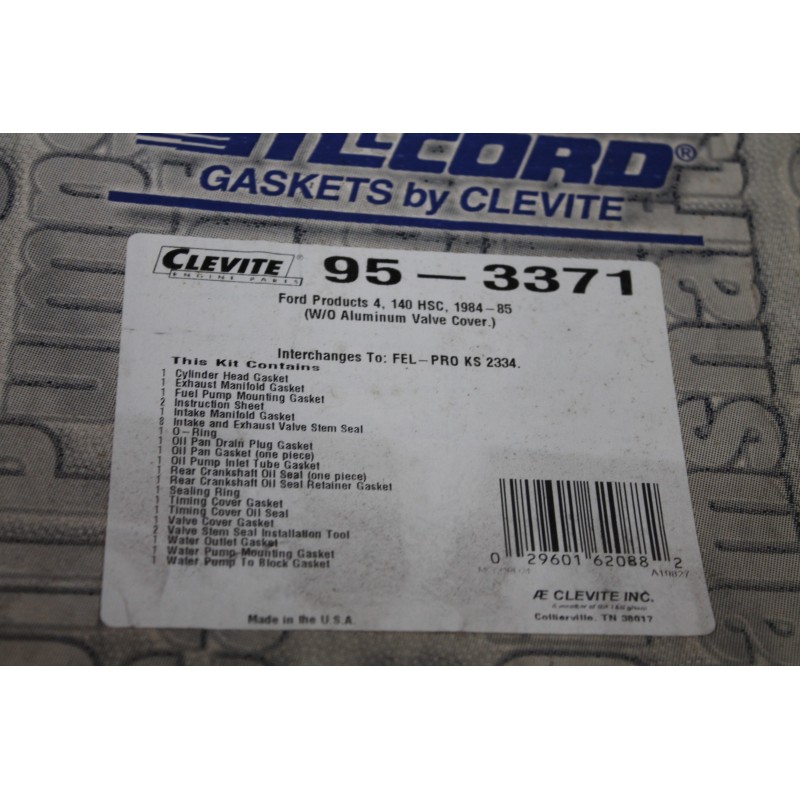 McCORD®
GASKETS by CLEVITE
CLEVITE® 95-3371
ENGINE PARTS
Ford Products 4, 140 HSC, 1984-85
(W/O Aluminum Valve Cover.)
Interchanges To: FEL-PRO KS 2334.
This Kit Contains
1 Cylinder Head Gasket
1 Exhaust Manifold Gasket
1 Fuel Pump Mounting Gasket
2 Instruction Sheet
1 Intake Manifold Gasket
8 Intake and Exhaust Valve Stem Seal
1 O-Ring
1 Oil Pan Drain Plug Gasket
1 Oil Pan Gasket (one piece)
1 Oil Pump Inlet Tube Gasket
1 Rear Crankshaft Oil Seal (one piece)
1 Rear Crankshaft Oil Seal Retainer Gasket
1 Sealing Ring
1 Timing Cover Gasket
1 Timing Cover Oil Seal
1 Valve Cover Gasket
2 Valve Stem Seal Installation Tool
1 Water Outlet Gasket
1 Water Pump Mounting Gasket
1 Water Pump To Block Gasket
0 29601 62088 2
A10827
Æ CLEVITE INC.
Collierville, TN 38017
Made in the U.S.A.